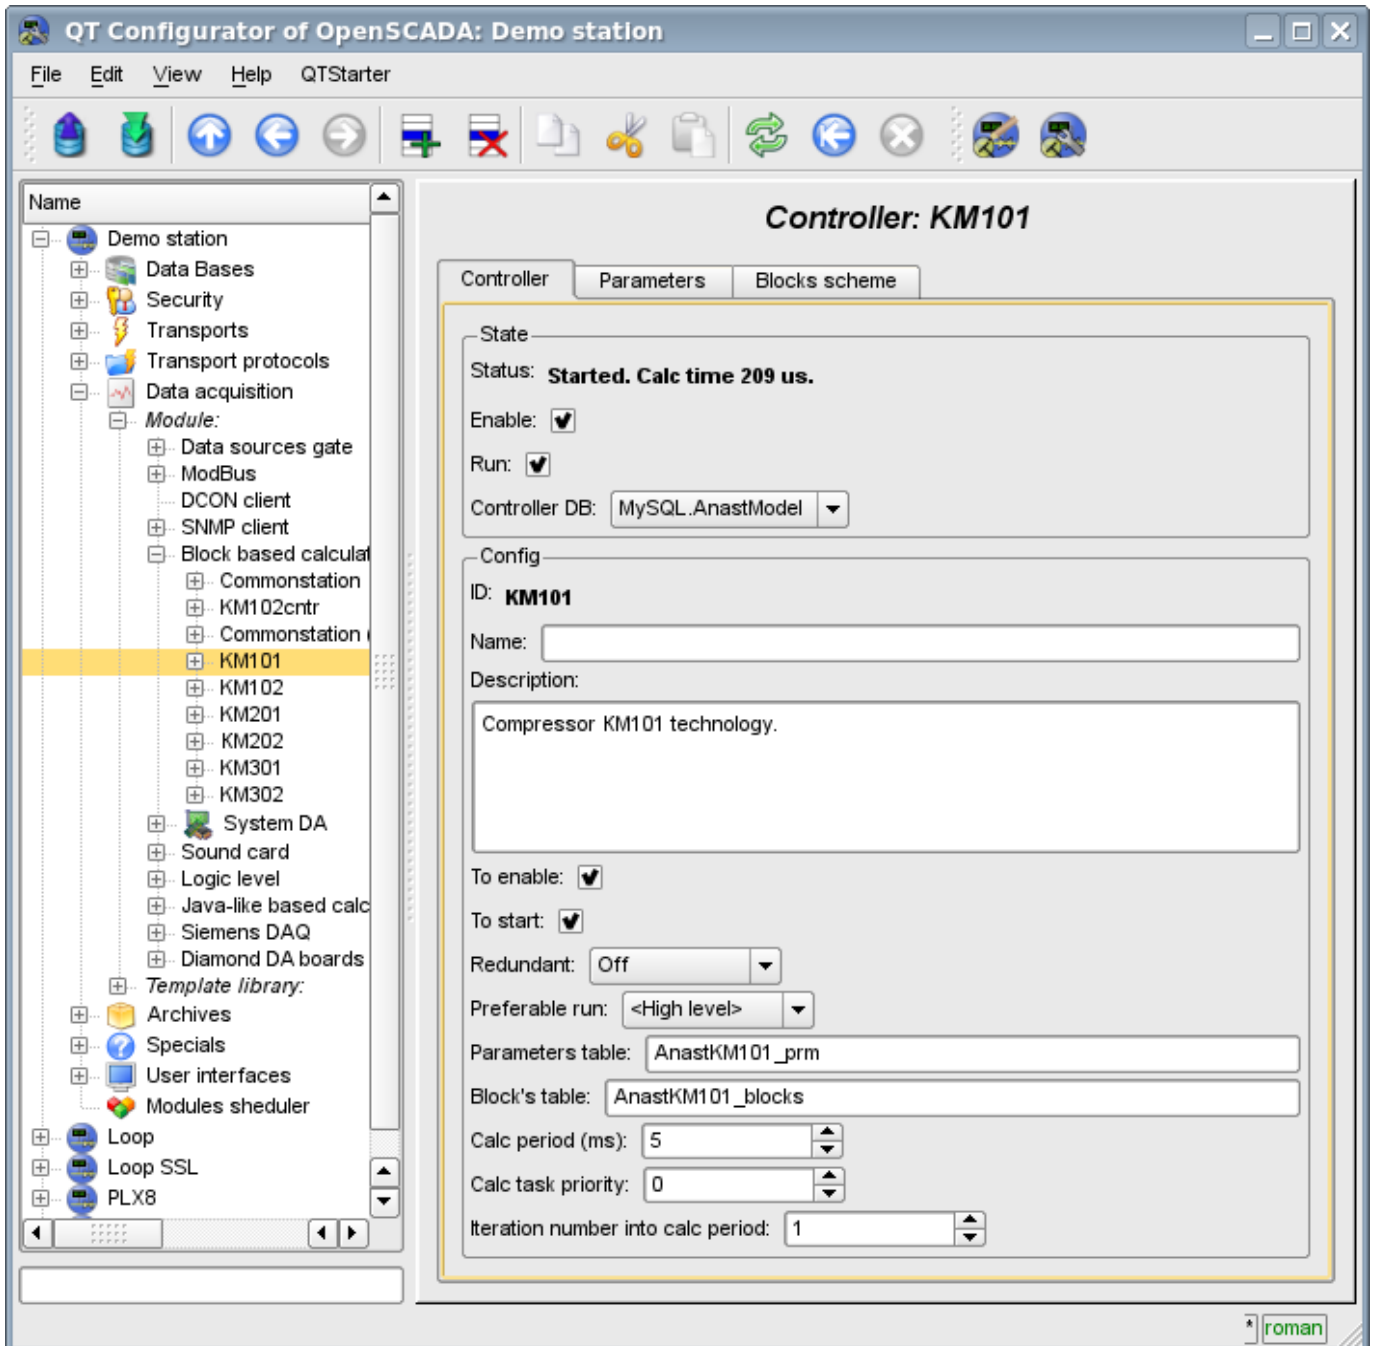 QT Configurator of OpenSCADA: Demo station
File Edit View Help QTStarter
Name
Demo station
Data Bases
Security
Transports
Transport protocols
Data acquisition
Module:
Data sources gate
ModBus
DCON client
SNMP client
Block based calculat
Commonstation
KM102cntr
Commonstation (
KM101
KM102
KM201
KM202
KM301
KM302
System DA
Sound card
Logic level
Java-like based calc
Siemens DAQ
Diamond DA boards
Template library:
Archives
Specials
User interfaces
Modules sheduler
Loop
Loop SSL
PLX8
Controller: KM101
Controller Parameters Blocks scheme
State
Status: Started. Calc time 209 us.
Enable:
Run:
Controller DB: MySQL.AnastModel
Config
ID: KM101
Name:
Description:
Compressor KM101 technology.
To enable:
To start:
Redundant: Off
Preferable run: <High level>
Parameters table: AnastKM101_prm
Block's table: AnastKM101_blocks
Calc period (ms): 5
Calc task priority: 0
Iteration number into calc period: 1
* roman